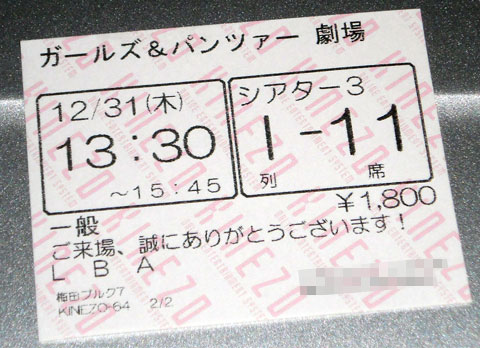 ガールズ&パンツァー 劇場
12/31(木)
13:30
～15:45
シアター3
I-11
列 席
¥1,800
一般
ご来場、誠にありがとうございます!
L B A
梅田ブルク7
KINEZO-64 2/2